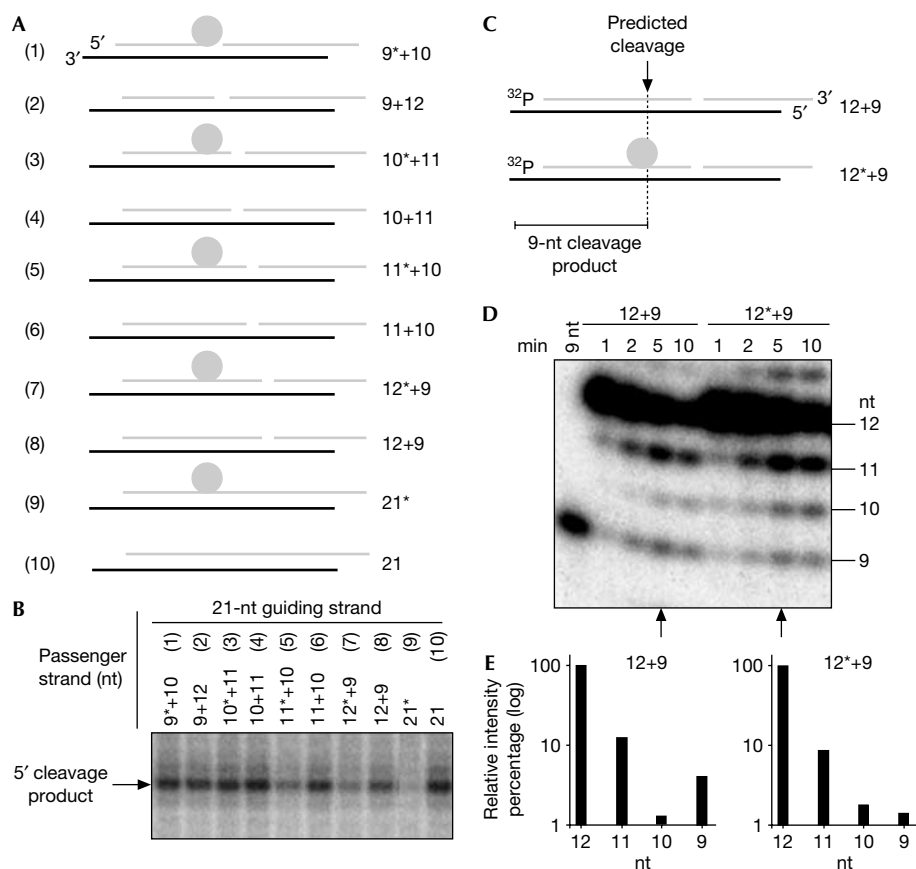 A
5′
3′
(1) 9*+10
(2) 9+12
(3) 10*+11
(4) 10+11
(5) 11*+10
(6) 11+10
(7) 12*+9
(8) 12+9
(9) 21*
(10) 21
B
21-nt guiding strand
Passenger
strand (nt)
(1) (2) (3) (4) (5) (6) (7) (8) (9) (10)
9*+10 9+12 10*+11 10+11 11*+10 11+10 12*+9 12+9 21* 21
5′ cleavage
product
C
Predicted
cleavage
32P 3′
5′ 12+9
32P 12*+9
9-nt cleavage
product
D
9 nt 12+9 12*+9
min 1 2 5 10 1 2 5 10
nt
12
11
10
9
E
Relative intensity
percentage (log)
12+9
100
10
1
12 11 10 9
nt
12*+9
100
10
1
12 11 10 9
nt